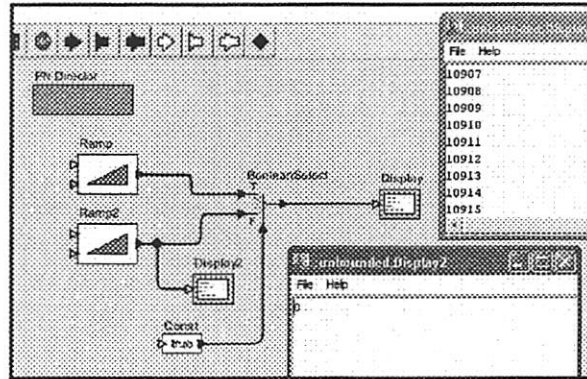 File Help
10907
10908
10909
10910
10911
10912
10913
10914
10915
PN Director
Ramp
BooleanSelect
T
Display
Ramp2
F
Display2
Const
true
unbounded.Display2
File Help
0